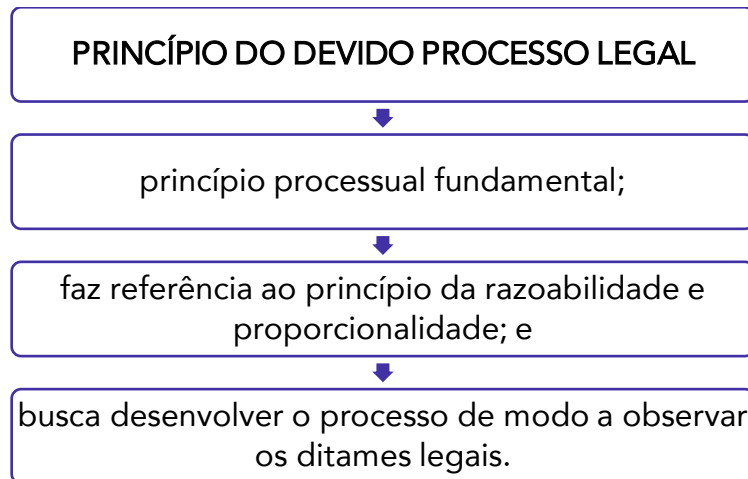 PRINCÍPIO DO DEVIDO PROCESSO LEGAL
princípio processual fundamental;
faz referência ao princípio da razoabilidade e
proporcionalidade; e
busca desenvolver o processo de modo a observar
os ditames legais.